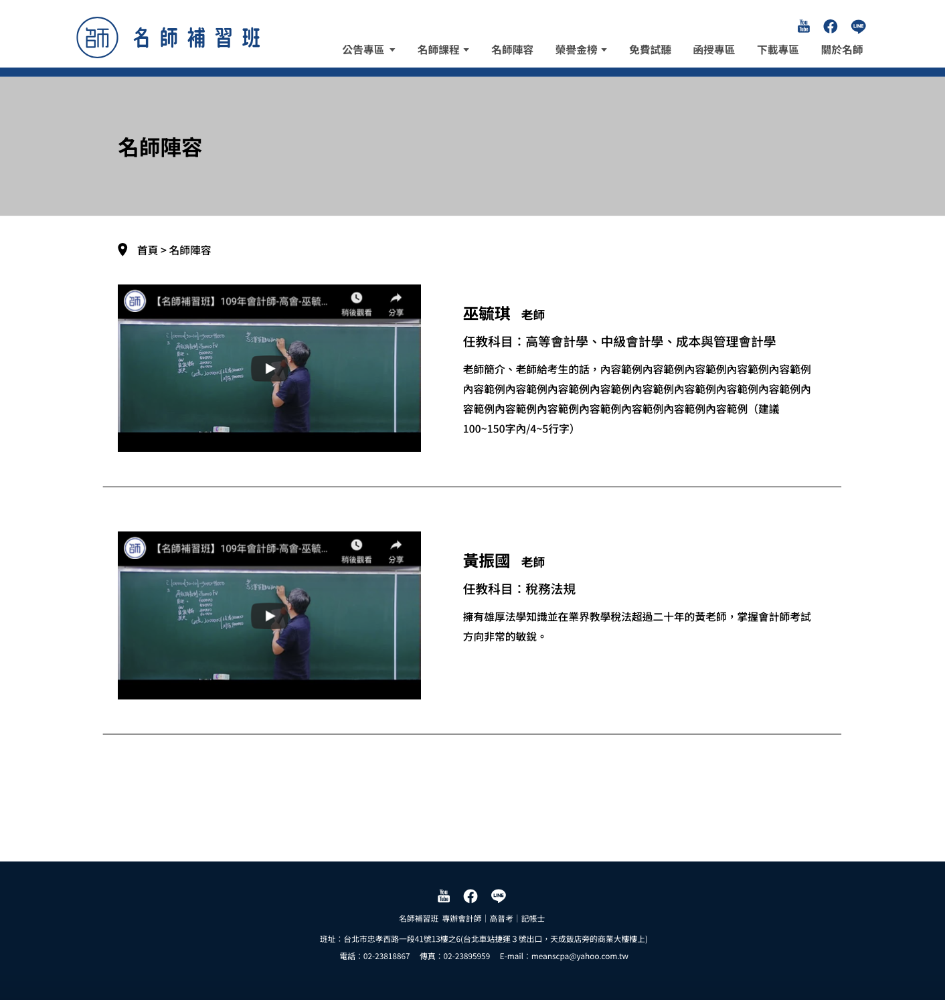 師 名師補習班
You Tube LINE
公告專區 名師課程 名師陣容 榮譽金榜 免費試聽 函授專區 下載專區 關於名師
名師陣容
首頁 > 名師陣容
師 【名師補習班】109年會計師-高會-巫毓...
稍後觀看 分享
巫毓琪 老師
任教科目：高等會計學、中級會計學、成本與管理會計學
老師簡介、老師給考生的話，內容範例內容範例內容範例內容範例內容範例
內容範例內容範例內容範例內容範例內容範例內容範例內容範例內容範例內
容範例內容範例內容範例內容範例內容範例內容範例內容範例（建議
100~150字內/4~5行字）
師 【名師補習班】109年會計師-高會-巫毓...
稍後觀看 分享
黃振國 老師
任教科目：稅務法規
擁有雄厚法學知識並在業界教學稅法超過二十年的黃老師，掌握會計師考試
方向非常的敏銳。
You Tube LINE
名師補習班 專辦會計師｜高普考｜記帳士
班址：台北市忠孝西路一段41號13樓之6(台北車站捷運３號出口，天成飯店旁的商業大樓樓上)
電話：02-23818867 傳真：02-23895959 E-mail：meanscpa@yahoo.com.tw